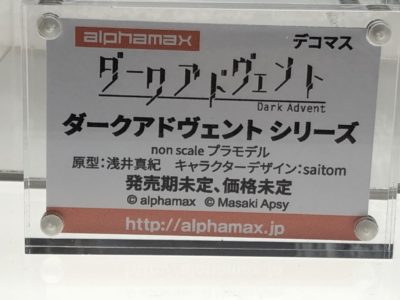 alphamax デコマス
ダークアドヴェント
Dark Advent
ダークアドヴェント シリーズ
non scale プラモデル
原型：浅井真紀　キャラクターデザイン：saitom
発売期未定、価格未定
© alphamax © Masaki Apsy
http://alphamax.jp